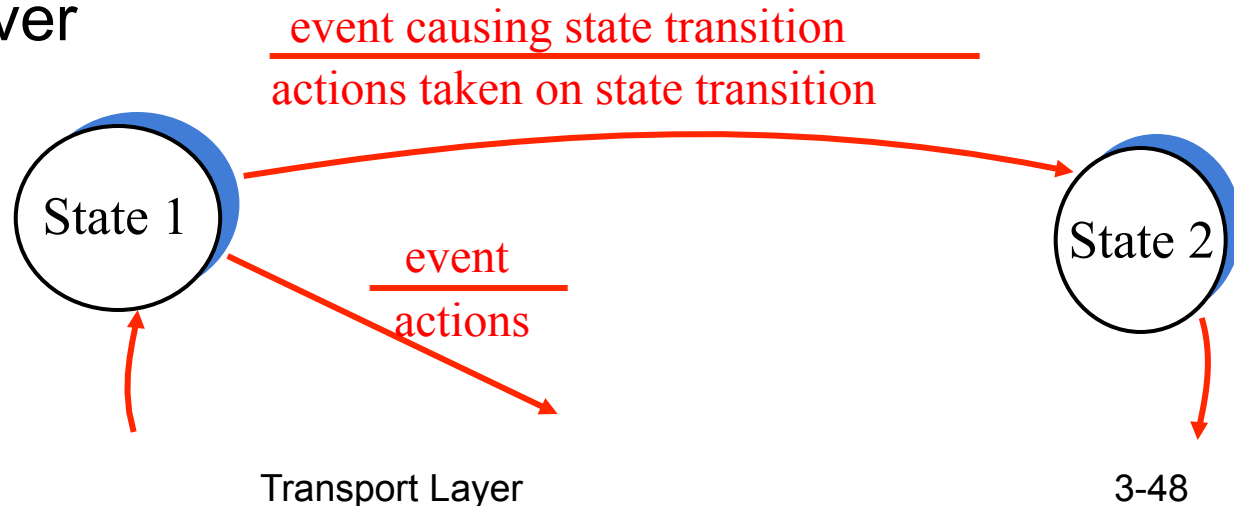 event causing state transition
actions taken on state transition
State 1
State 2
event
actions
Transport Layer 3-48